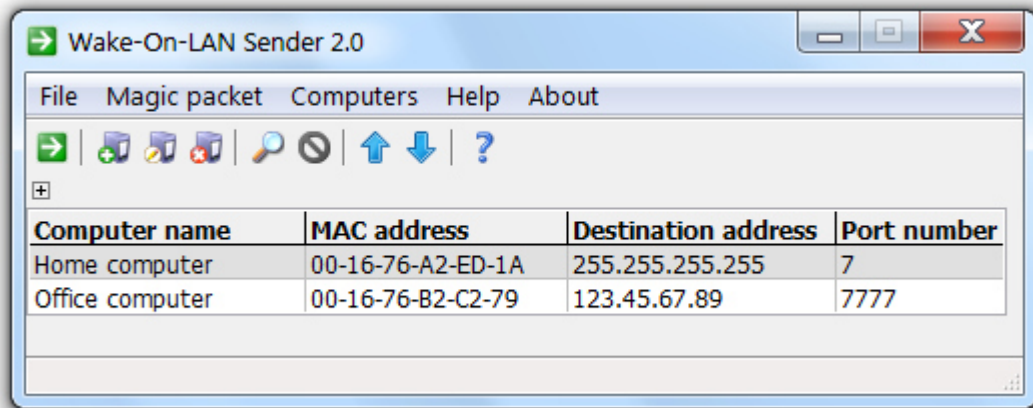 Wake-On-LAN Sender 2.0
File Magic packet Computers Help About
Computer name MAC address Destination address Port number
Home computer 00-16-76-A2-ED-1A 255.255.255.255 7
Office computer 00-16-76-B2-C2-79 123.45.67.89 7777